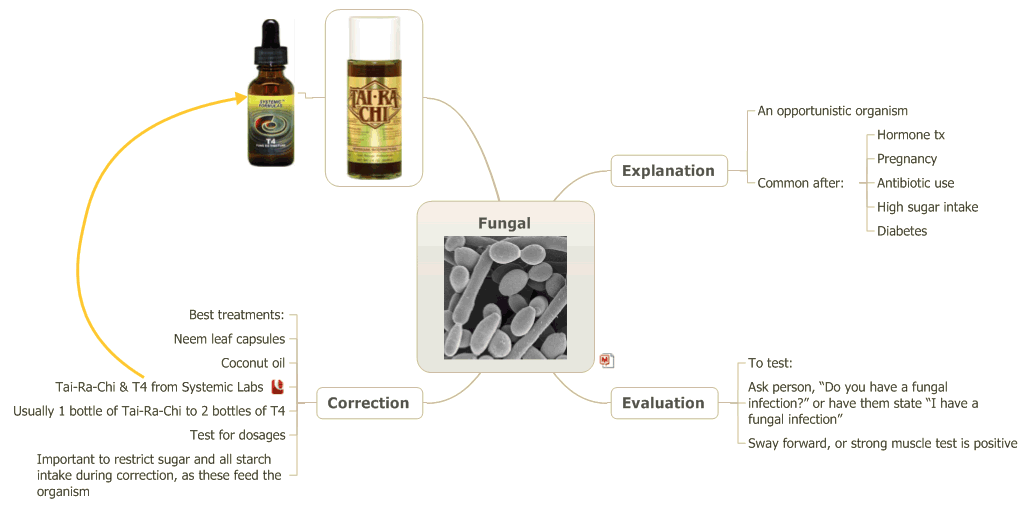 SYSTEMIC
FORMULAS
T4
TAI·RA
CHI
Fungal
Explanation
An opportunistic organism
Common after:
Hormone tx
Pregnancy
Antibiotic use
High sugar intake
Diabetes
Evaluation
To test:
Ask person, “Do you have a fungal
infection?” or have them state “I have a
fungal infection”
Sway forward, or strong muscle test is positive
Correction
Best treatments:
Neem leaf capsules
Coconut oil
Tai-Ra-Chi & T4 from Systemic Labs
Usually 1 bottle of Tai-Ra-Chi to 2 bottles of T4
Test for dosages
Important to restrict sugar and all starch
intake during correction, as these feed the
organism